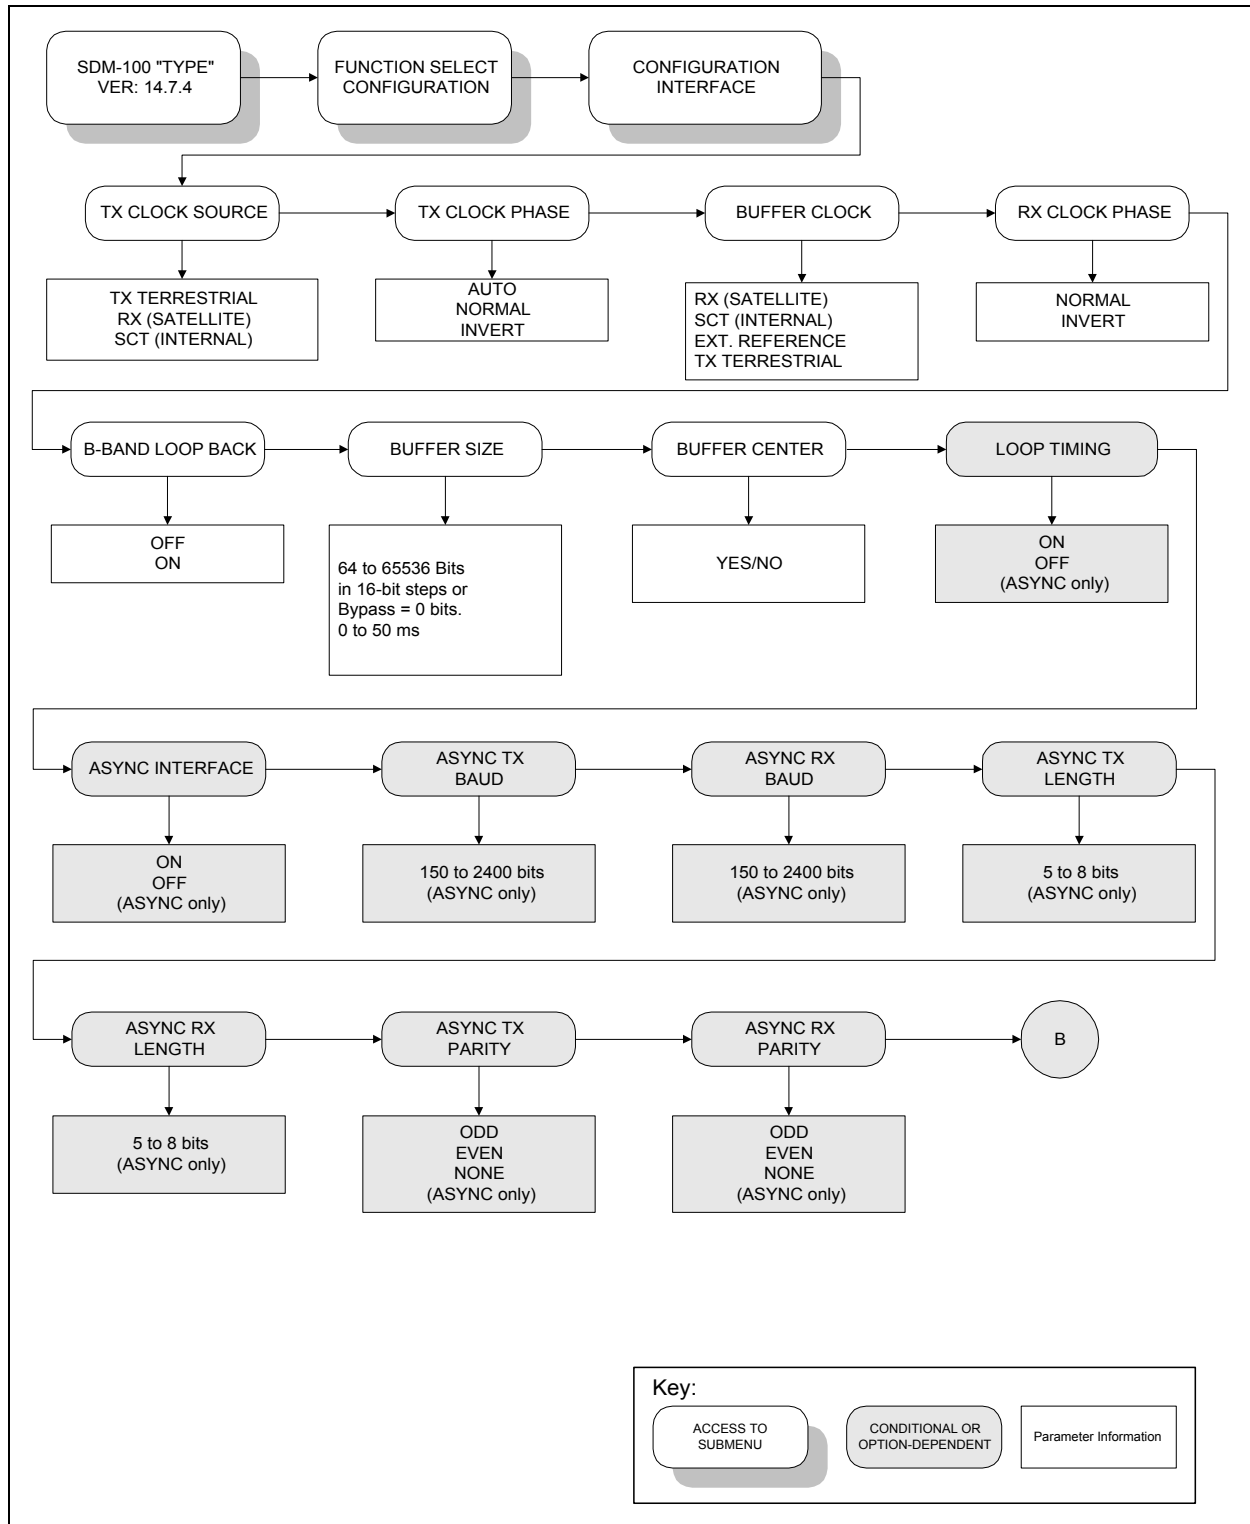 SDM-100 "TYPE"
VER: 14.7.4
FUNCTION SELECT
CONFIGURATION
CONFIGURATION
INTERFACE
TX CLOCK SOURCE
TX CLOCK PHASE
BUFFER CLOCK
RX CLOCK PHASE
TX TERRESTRIAL
RX (SATELLITE)
SCT (INTERNAL)
AUTO
NORMAL
INVERT
RX (SATELLITE)
SCT (INTERNAL)
EXT. REFERENCE
TX TERRESTRIAL
NORMAL
INVERT
B-BAND LOOP BACK
BUFFER SIZE
BUFFER CENTER
LOOP TIMING
OFF
ON
64 to 65536 Bits
in 16-bit steps or
Bypass = 0 bits.
0 to 50 ms
YES/NO
ON
OFF
(ASYNC only)
ASYNC INTERFACE
ASYNC TX
BAUD
ASYNC RX
BAUD
ASYNC TX
LENGTH
ON
OFF
(ASYNC only)
150 to 2400 bits
(ASYNC only)
150 to 2400 bits
(ASYNC only)
5 to 8 bits
(ASYNC only)
ASYNC RX
LENGTH
ASYNC TX
PARITY
ASYNC RX
PARITY
B
5 to 8 bits
(ASYNC only)
ODD
EVEN
NONE
(ASYNC only)
ODD
EVEN
NONE
(ASYNC only)
Key:
ACCESS TO
SUBMENU
CONDITIONAL OR
OPTION-DEPENDENT
Parameter Information